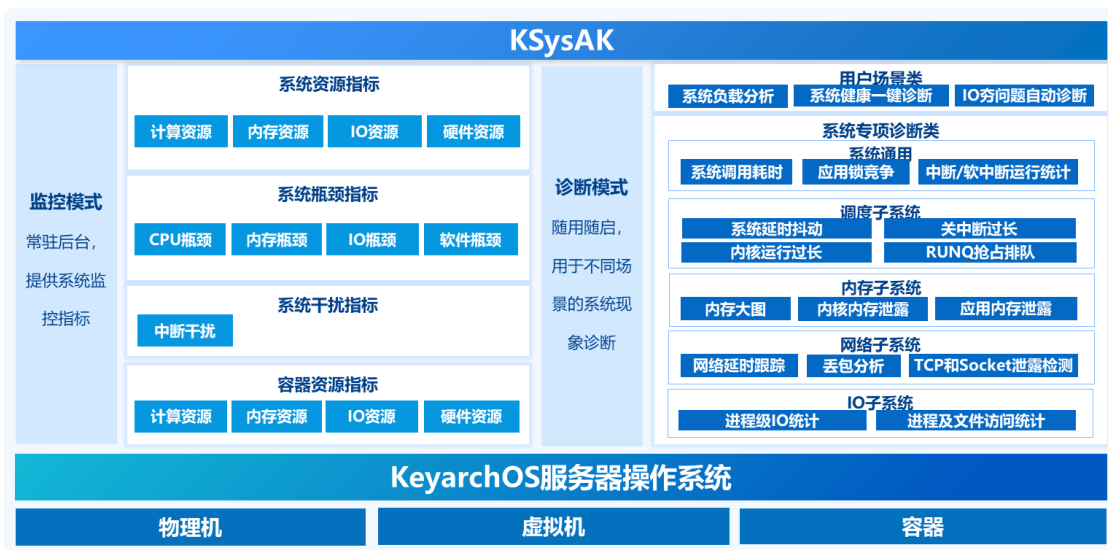 KSysAK
监控模式
常驻后台，
提供系统监
控指标
系统资源指标
计算资源 内存资源 IO资源 硬件资源
系统瓶颈指标
CPU瓶颈 内存瓶颈 IO瓶颈 软件瓶颈
系统干扰指标
中断干扰
容器资源指标
计算资源 内存资源 IO资源 硬件资源
诊断模式
随用随启，
用于不同场
景的系统现
象诊断
用户场景类
系统负载分析 系统健康一键诊断 IO夯问题自动诊断
系统专项诊断类
系统通用
系统调用耗时 应用锁竞争 中断/软中断运行统计
调度子系统
系统延时抖动 关中断过长
内核运行过长 RUNQ抢占排队
内存子系统
内存大图 内核内存泄露 应用内存泄露
网络子系统
网络延时跟踪 丢包分析 TCP和Socket泄露检测
IO子系统
进程级IO统计 进程及文件访问统计
KeyarchOS服务器操作系统
物理机 虚拟机 容器